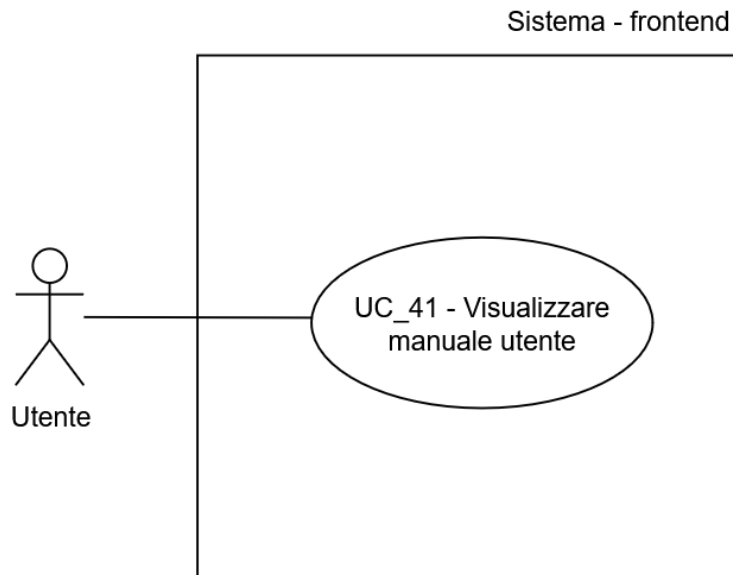 Sistema - frontend
UC_41 - Visualizzare
manuale utente
Utente